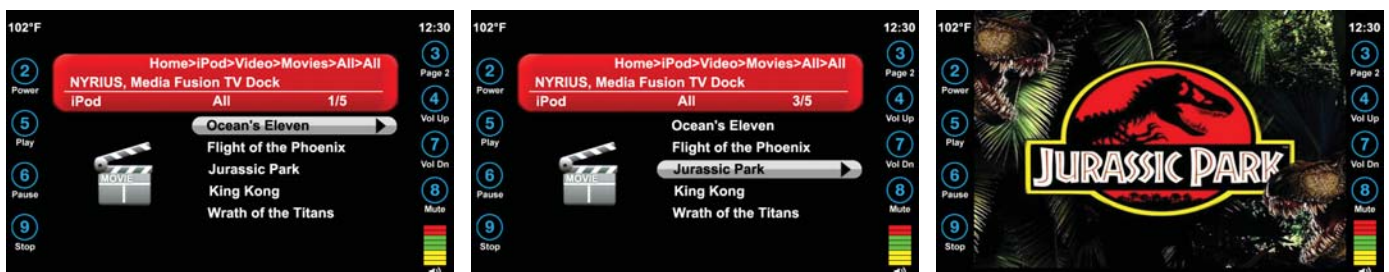 102°F
12:30
Home>iPod>Video>Movies>All>All
NYRIUS, Media Fusion TV Dock
iPod All 1/5
2
Power
5
Play
6
Pause
9
Stop
Ocean's Eleven
Flight of the Phoenix
Jurassic Park
King Kong
Wrath of the Titans
MOVIE
3
Page 2
4
Vol Up
7
Vol Dn
8
Mute
102°F
12:30
Home>iPod>Video>Movies>All>All
NYRIUS, Media Fusion TV Dock
iPod All 3/5
2
Power
5
Play
6
Pause
9
Stop
Ocean's Eleven
Flight of the Phoenix
Jurassic Park
King Kong
Wrath of the Titans
MOVIE
3
Page 2
4
Vol Up
7
Vol Dn
8
Mute
102°F
12:30
2
Power
5
Play
6
Pause
9
Stop
JURASSIC PARK
3
Page 2
4
Vol Up
7
Vol Dn
8
Mute